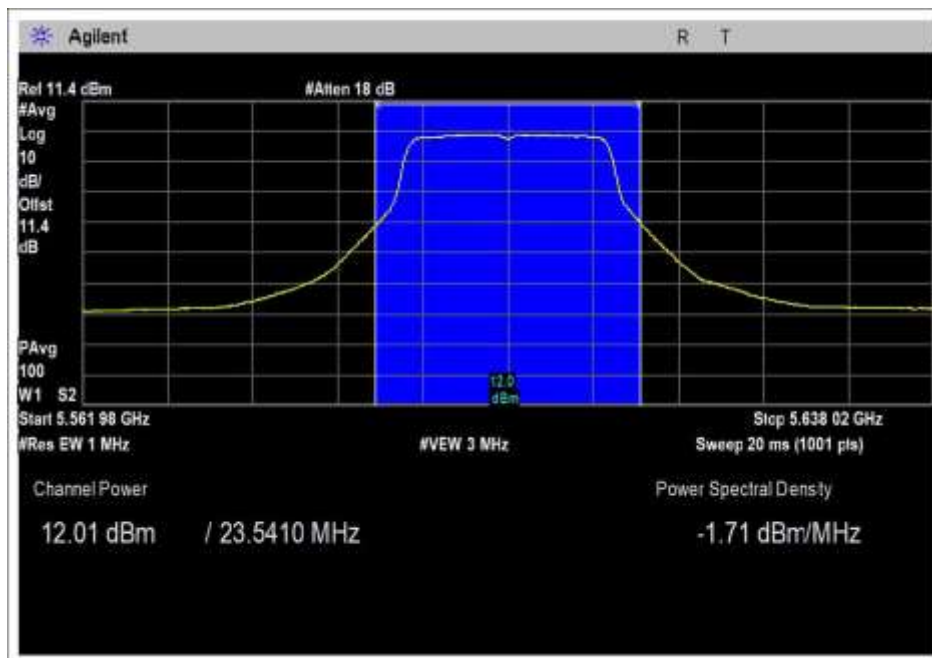 Agilent R T
Ref 11.4 dBm #Atten 18 dB
#Avg
Log
10
dB/
Offst
11.4
dB
PAvg
100
W1 S2
12.0
dBm
Start 5.561 98 GHz Stop 5.638 02 GHz
#Res EW 1 MHz #VEW 3 MHz Sweep 20 ms (1001 pts)
Channel Power Power Spectral Density
12.01 dBm / 23.5410 MHz -1.71 dBm/MHz